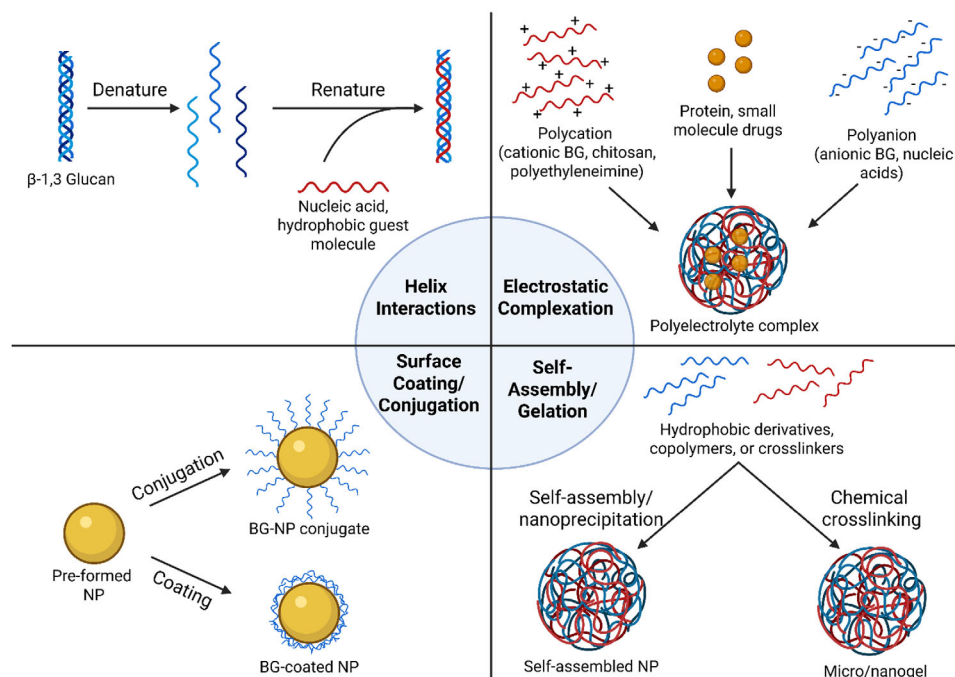 Denature
Renature
β-1,3 Glucan
Nucleic acid,
hydrophobic guest
molecule
Helix
Interactions
+ + + + + + + + +
Polycation
(cationic BG, chitosan,
polyethyleneimine)
Protein, small
molecule drugs
- - - - - - - - - -
Polyanion
(anionic BG, nucleic
acids)
Polyelectrolyte complex
Electrostatic
Complexation
Surface
Coating/
Conjugation
Pre-formed
NP
Conjugation
BG-NP conjugate
Coating
BG-coated NP
Self-
Assembly/
Gelation
Hydrophobic derivatives,
copolymers, or crosslinkers
Self-assembly/
nanoprecipitation
Chemical
crosslinking
Self-assembled NP
Micro/nanogel